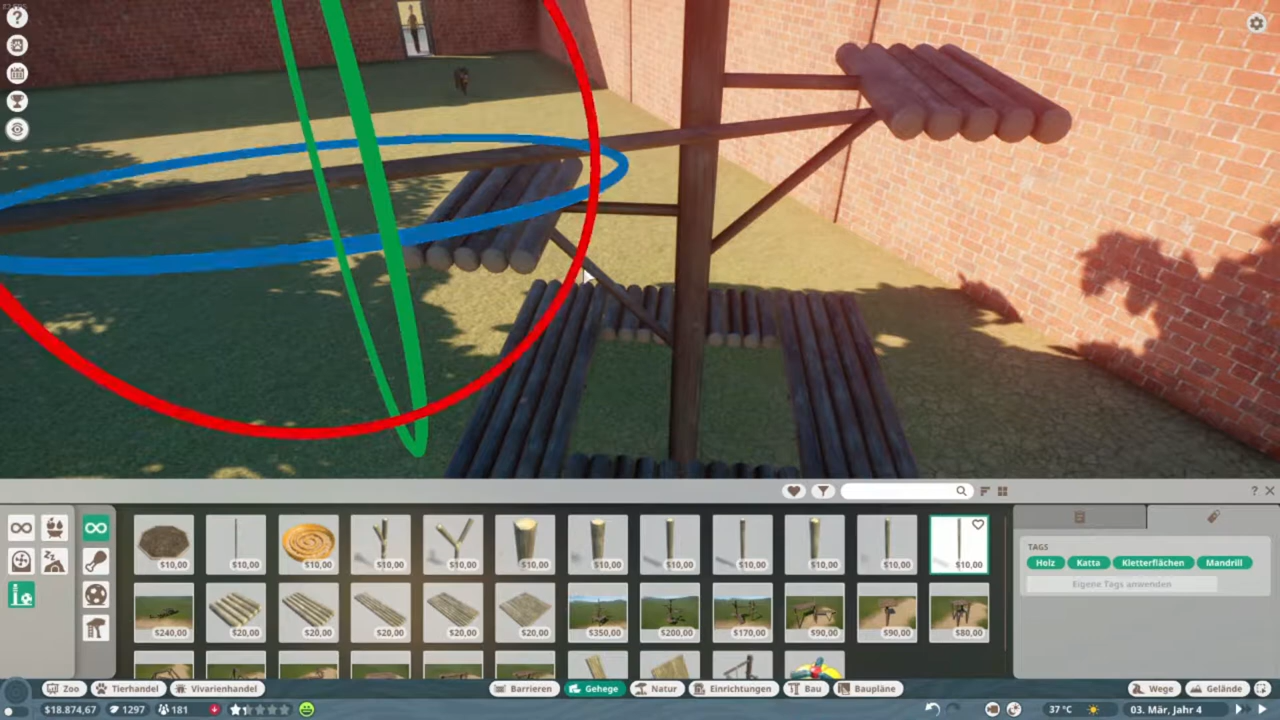 ?
? ×
$10,00 $10,00 $10,00 $10,00 $10,00 $10,00 $10,00 $10,00 $10,00 $10,00 $10,00 $10,00
$240,00 $20,00 $20,00 $20,00 $20,00 $20,00 $350,00 $200,00 $170,00 $90,00 $90,00 $80,00
TAGS
Holz Katta Kletterflächen Mandrill
Eigene Tags anwenden
Zoo Tierhandel Vivarienhandel Barrieren Gehege Natur Einrichtungen Bau Baupläne Wege Gelände
$18.874,67 1297 181 37 °C 03. Mär, Jahr 4